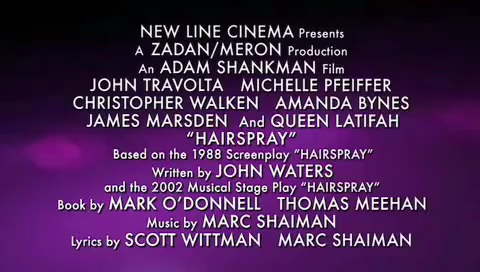 NEW LINE CINEMA Presents
A ZADAN/MERON Production
An ADAM SHANKMAN Film
JOHN TRAVOLTA MICHELLE PFEIFFER
CHRISTOPHER WALKEN AMANDA BYNES
JAMES MARSDEN And QUEEN LATIFAH
“HAIRSPRAY”
Based on the 1988 Screenplay “HAIRSPRAY”
Written by JOHN WATERS
and the 2002 Musical Stage Play “HAIRSPRAY”
Book by MARK O’DONNELL THOMAS MEEHAN
Music by MARC SHAIMAN
Lyrics by SCOTT WITTMAN MARC SHAIMAN